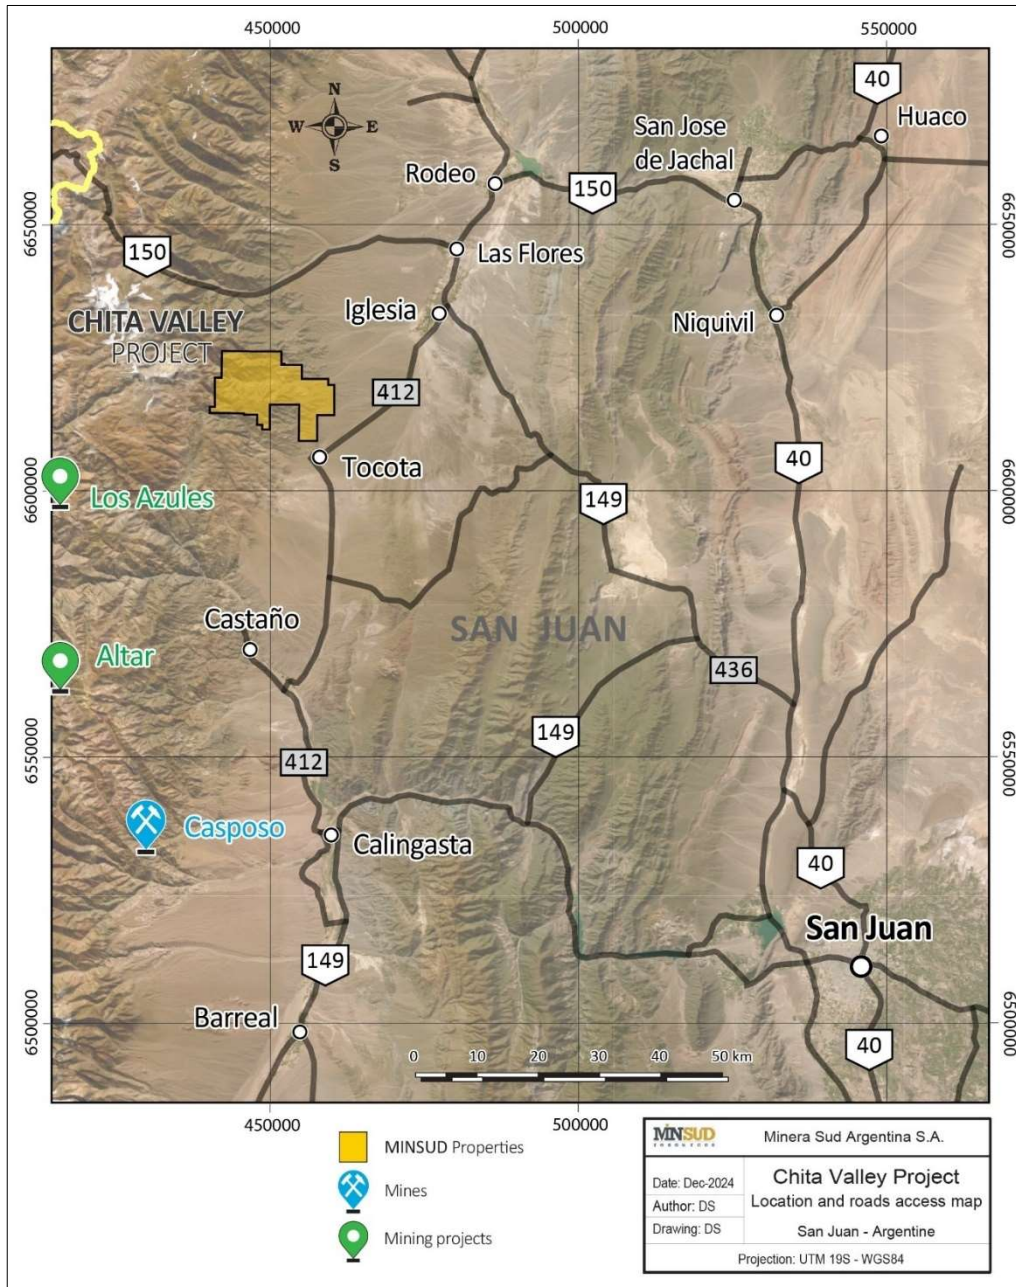 450000
500000
550000
N
W
E
S
40
Huaco
San Jose
de Jachal
Rodeo
150
6650000
6650000
Las Flores
150
Iglesia
CHITA VALLEY
PROJECT
Niquivil
412
Tocota
40
Los Azules
6600000
6600000
149
Castaño
SAN JUAN
Altar
436
149
6550000
6550000
412
Casposo
Calingasta
40
San Juan
149
Barreal
6500000
6500000
40
0 10 20 30 40 50 km
450000
500000
MINSUD Properties
Mines
Mining projects
MINSUD
Minera Sud Argentina S.A.
Date: Dec-2024
Author: DS
Drawing: DS
Chita Valley Project
Location and roads access map
San Juan - Argentine
Projection: UTM 19S - WGS84